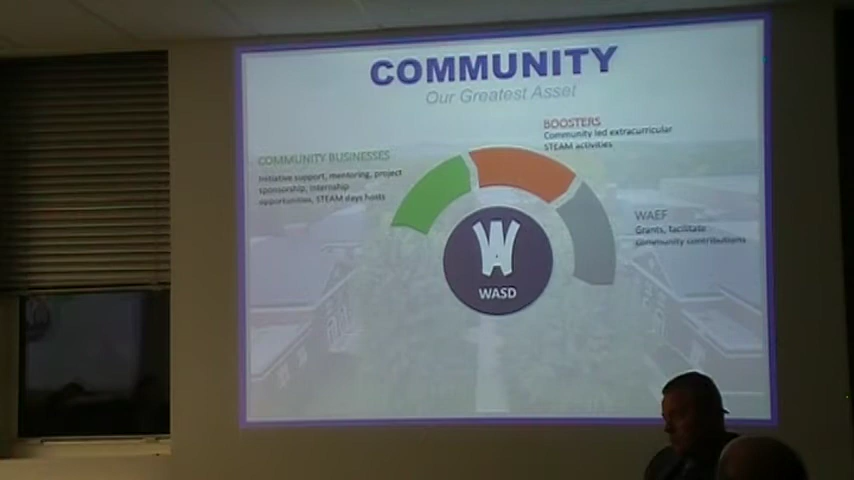 COMMUNITY
Our Greatest Asset
BOOSTERS
Community led extracurricular
STEAM activities
COMMUNITY BUSINESSES
Initiative support, mentoring, project
sponsorship, internship
opportunities, STEAM days hosts
WAEF
Grants, facilitate
community contributions
W
WASD